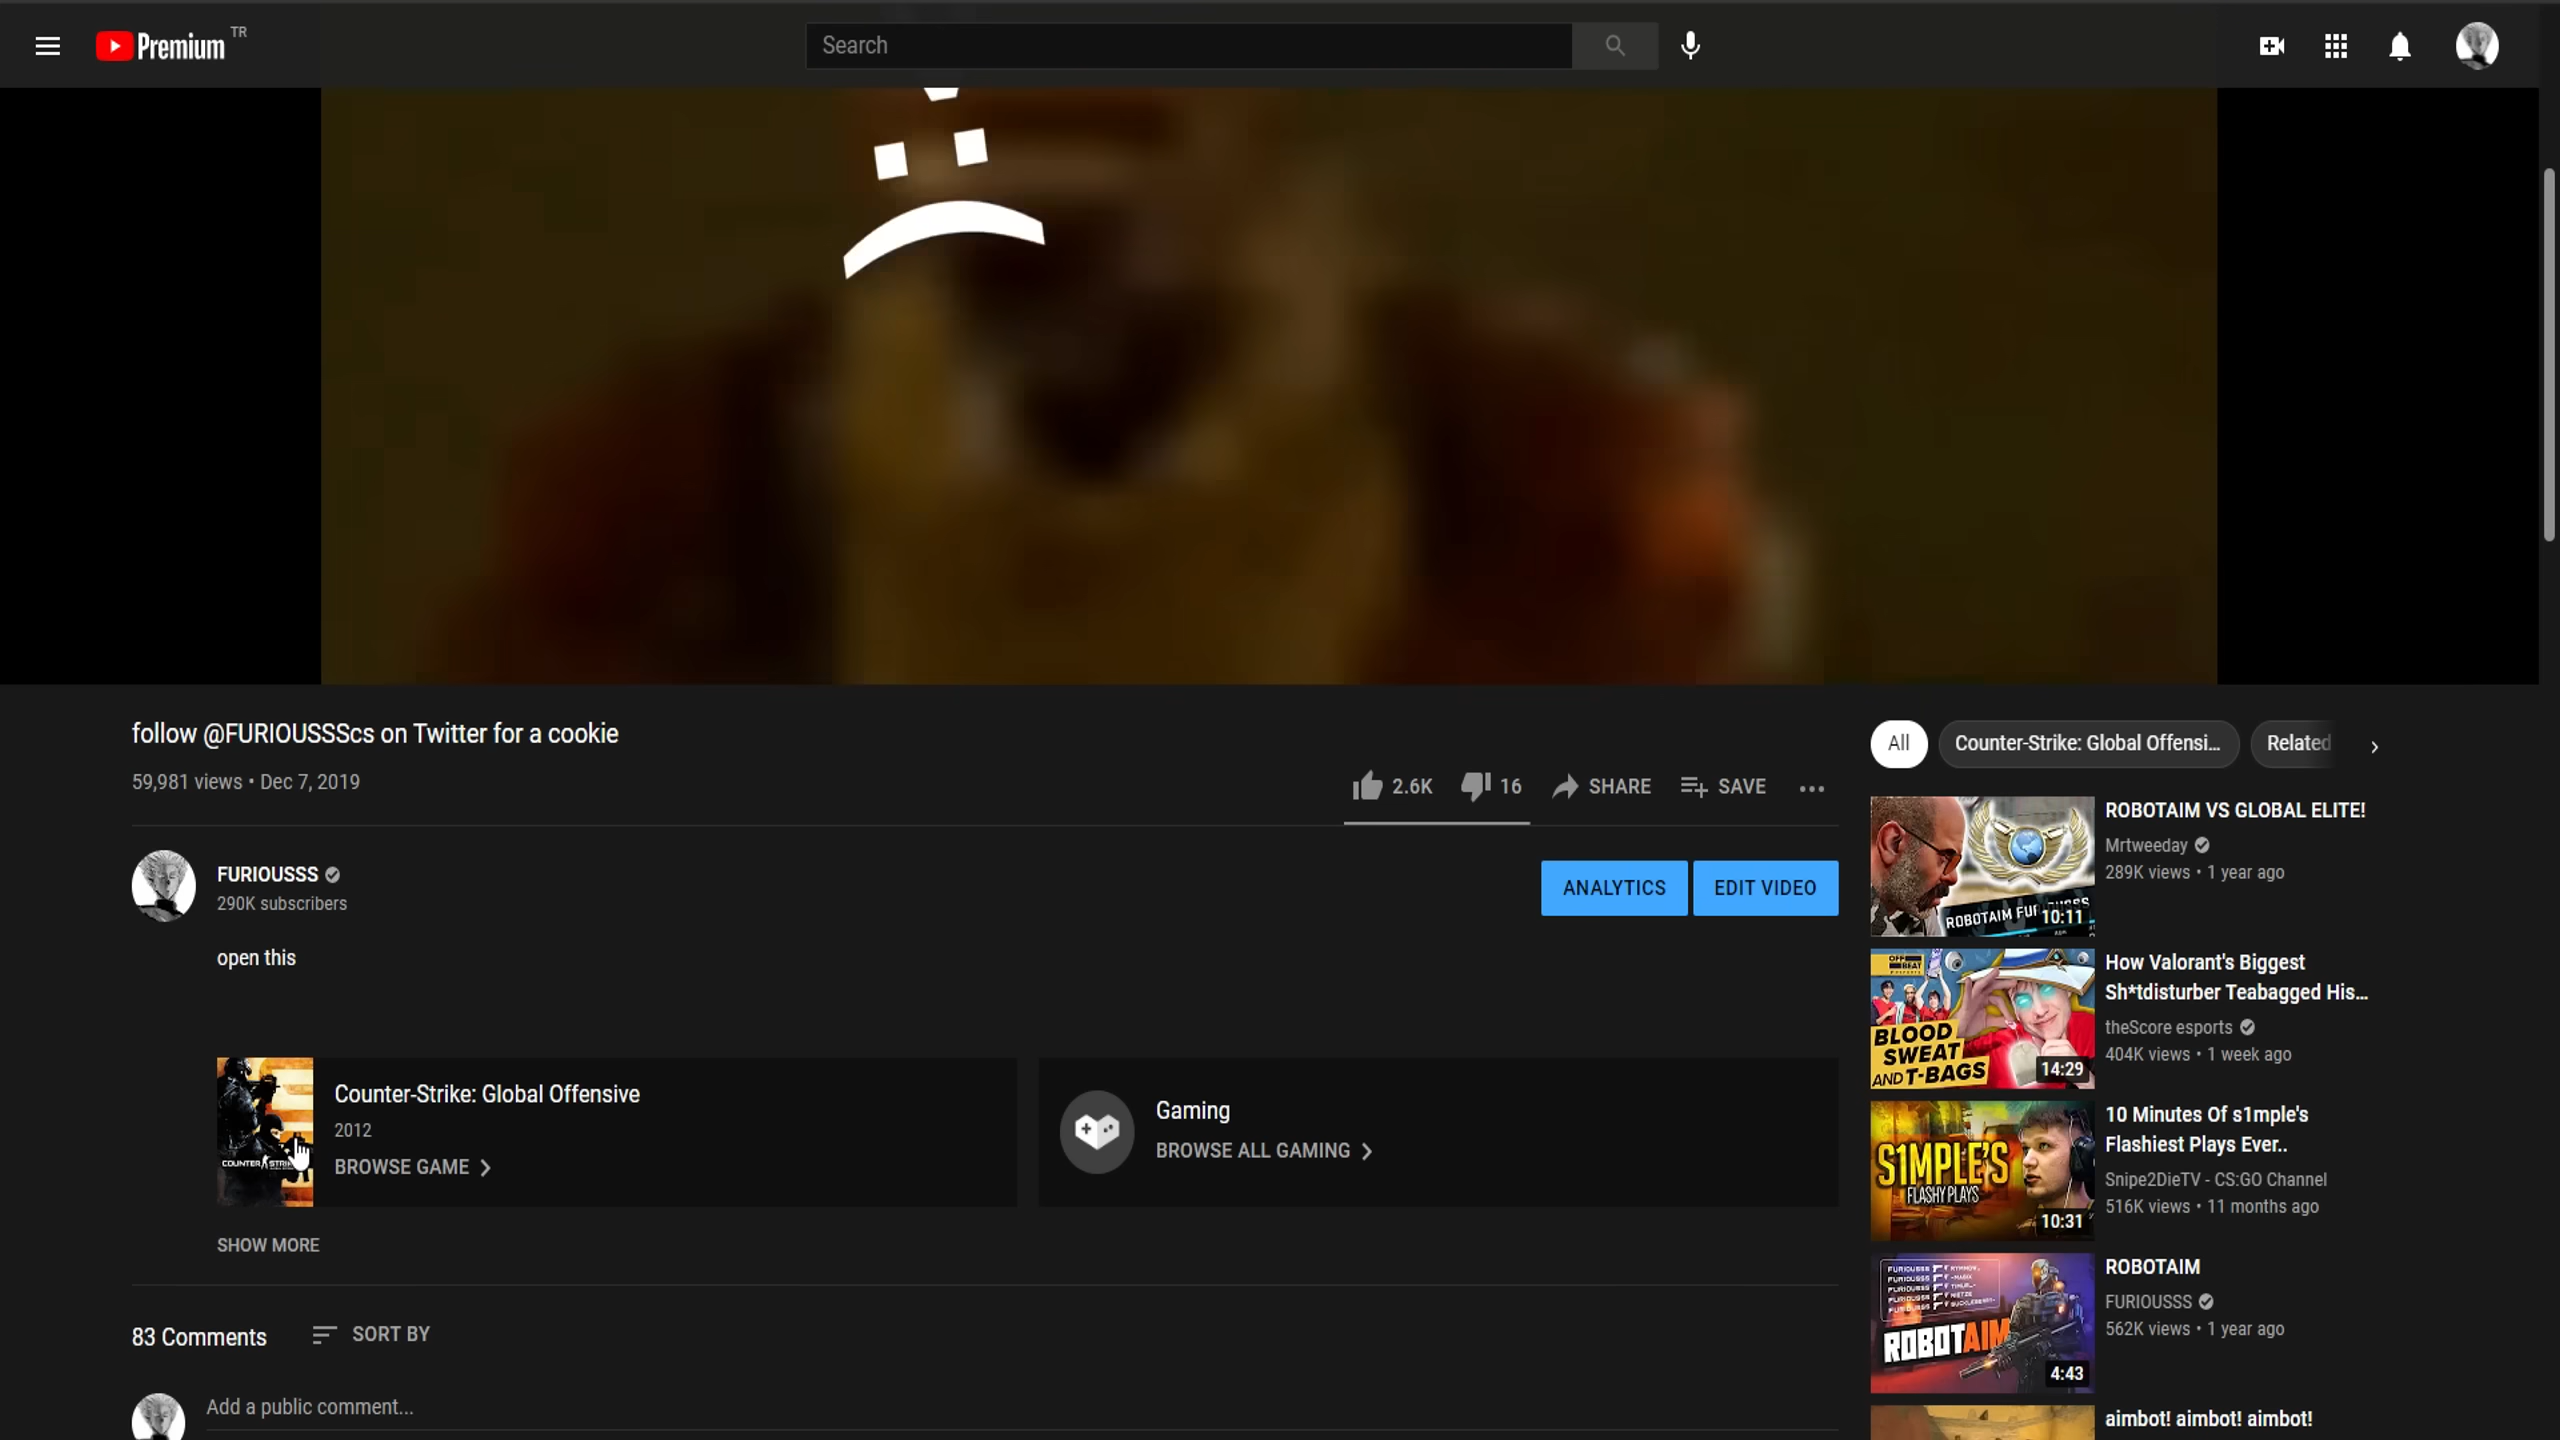 Premium TR
Search
follow @FURIOUSSScs on Twitter for a cookie
59,981 views • Dec 7, 2019
2.6K
16
SHARE
SAVE
FURIOUSSS
290K subscribers
ANALYTICS
EDIT VIDEO
open this
Counter-Strike: Global Offensive
2012
BROWSE GAME
Gaming
BROWSE ALL GAMING
SHOW MORE
83 Comments
SORT BY
Add a public comment...
All
Counter-Strike: Global Offensi...
Related
10:11
ROBOTAIM VS GLOBAL ELITE!
Mrtweeday
289K views • 1 year ago
OFF BEAT
BLOOD
SWEAT
AND T-BAGS
14:29
How Valorant's Biggest
Sh*tdisturber Teabagged His...
theScore esports
404K views • 1 week ago
S1MPLE'S
FLASHY PLAYS
10:31
10 Minutes Of s1mple's
Flashiest Plays Ever..
Snipe2DieTV - CS:GO Channel
516K views • 11 months ago
ROBOTAIM
4:43
ROBOTAIM
FURIOUSSS
562K views • 1 year ago
aimbot! aimbot! aimbot!